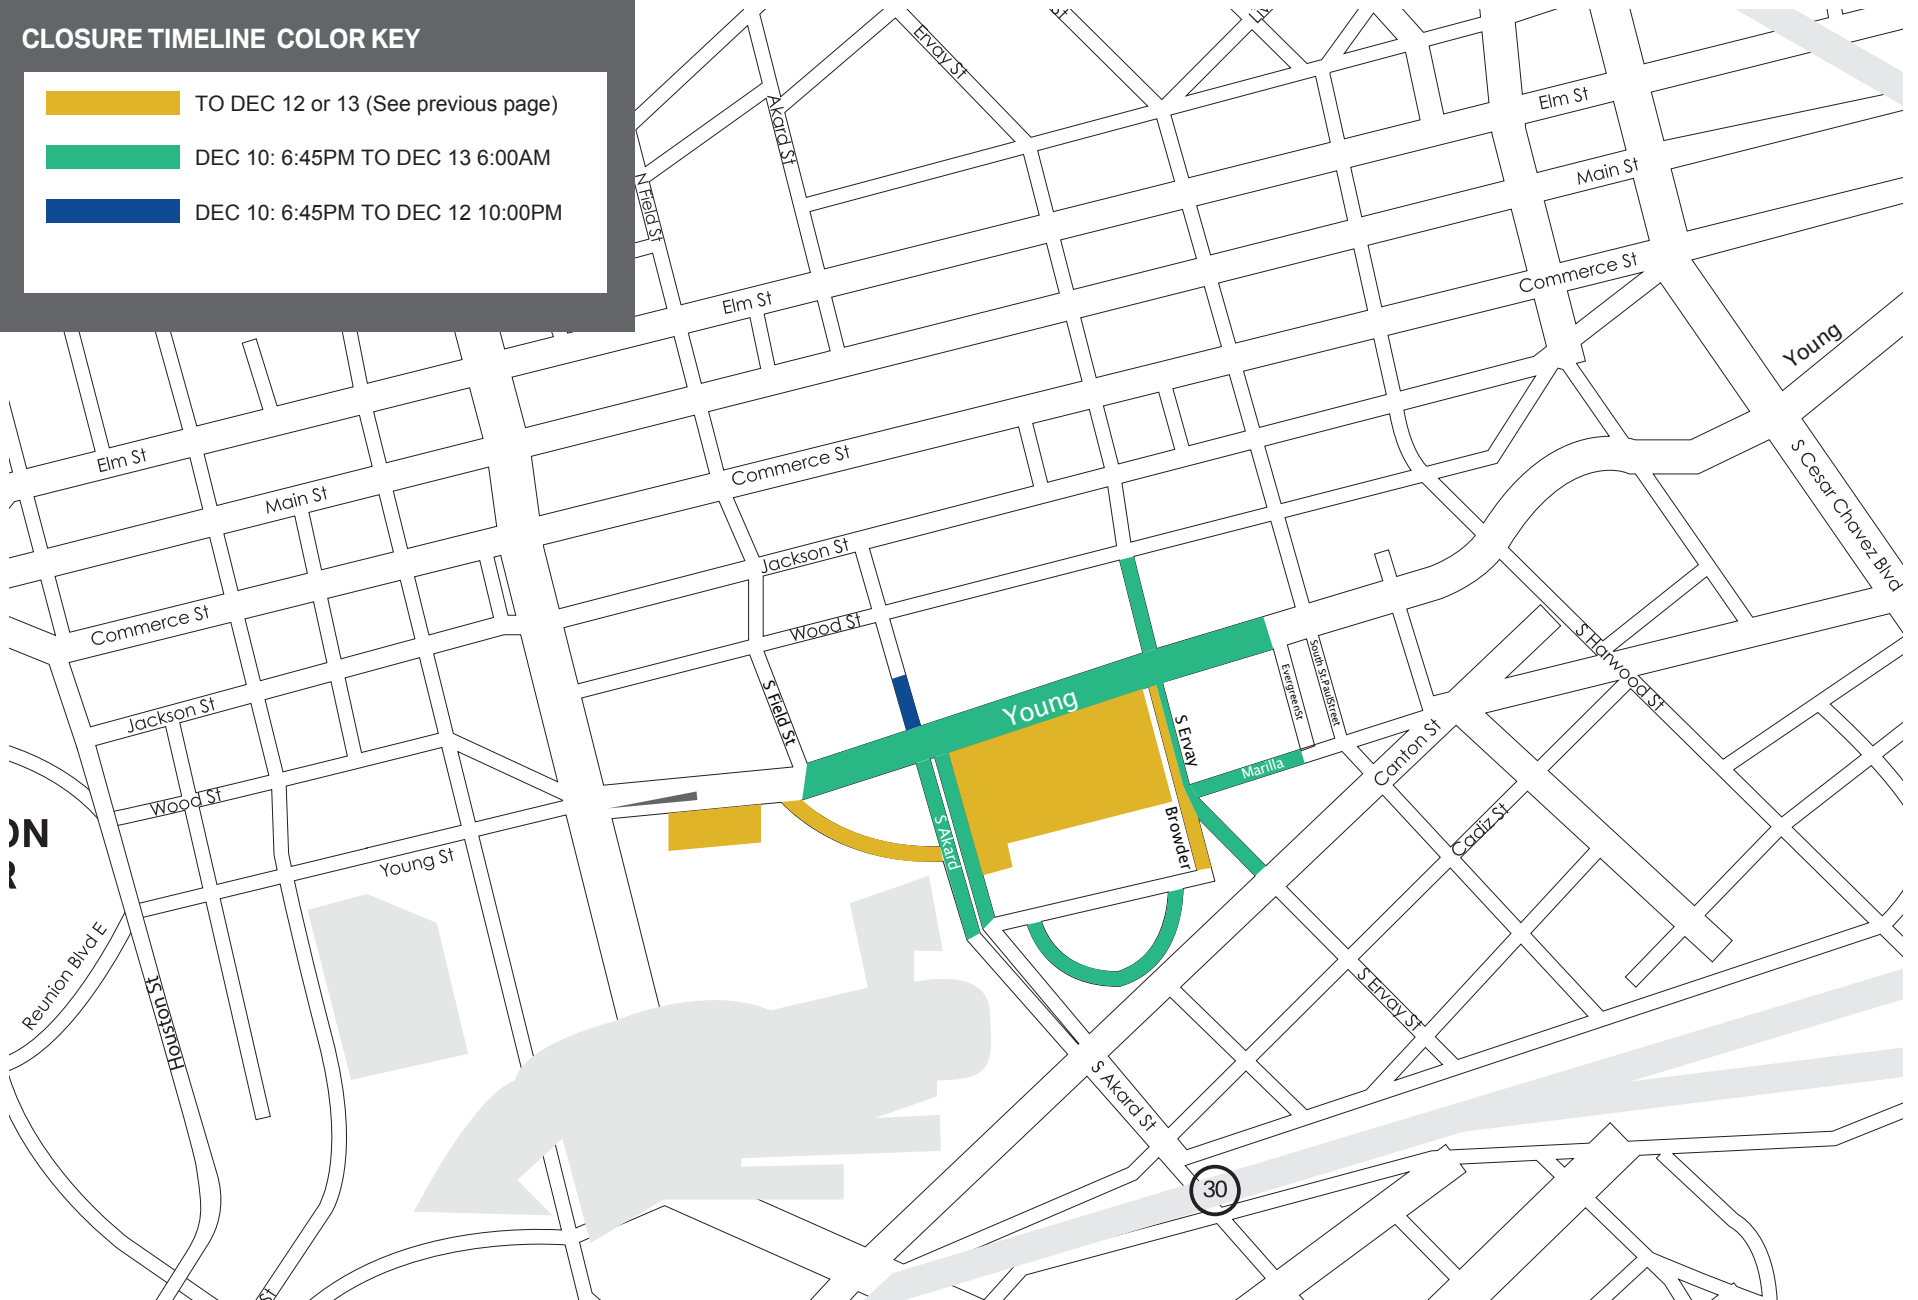 CLOSURE TIMELINE COLOR KEY
TO DEC 12 or 13 (See previous page)
DEC 10: 6:45PM TO DEC 13 6:00AM
DEC 10: 6:45PM TO DEC 12 10:00PM
Ervay St
Akard St
N Field St
Elm St
Main St
Commerce St
Young
Elm St
Elm St
Main St
Commerce St
S Cesar Chavez Blvd
Jackson St
Wood St
Commerce St
Jackson St
Wood St
Young St
S Field St
Young
S Ervay
Evergreen St
South St.PaulStreet
S Harwood St
Marilla
Canton St
Cadiz St
S Akard
Browder
ON
R
Reunion Blvd E
Houston St
S Ervay St
S Akard St
30
St